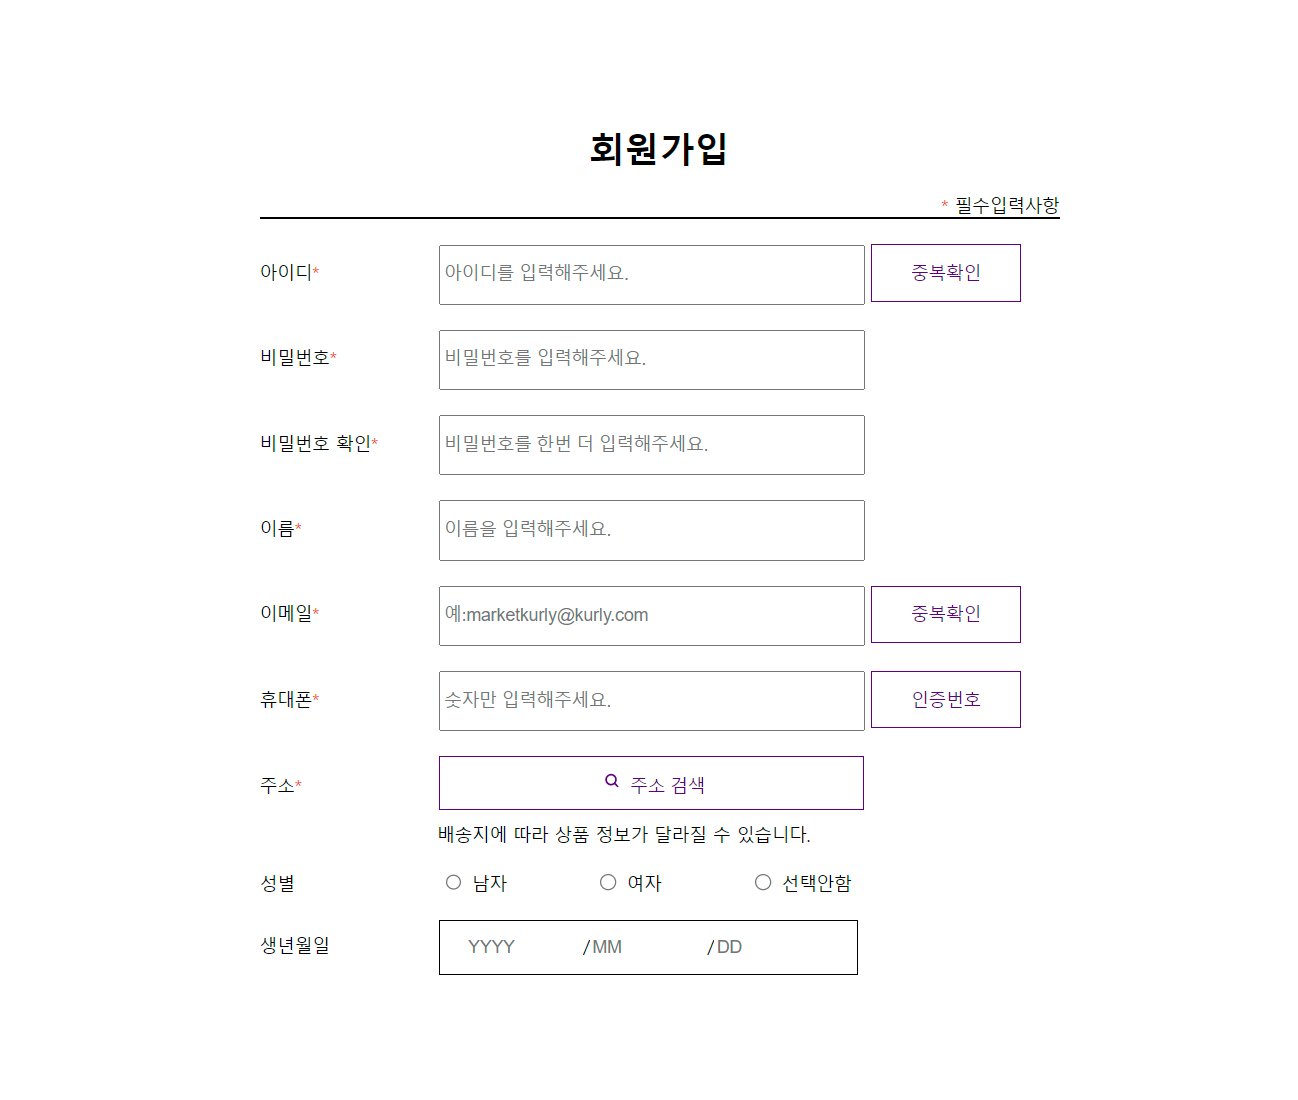 회원가입
* 필수입력사항
아이디* 아이디를 입력해주세요. 중복확인
비밀번호* 비밀번호를 입력해주세요.
비밀번호 확인* 비밀번호를 한번 더 입력해주세요.
이름* 이름을 입력해주세요.
이메일* 예:marketkurly@kurly.com 중복확인
휴대폰* 숫자만 입력해주세요. 인증번호
주소* 주소 검색
배송지에 따라 상품 정보가 달라질 수 있습니다.
성별 남자 여자 선택안함
생년월일 YYYY /MM /DD